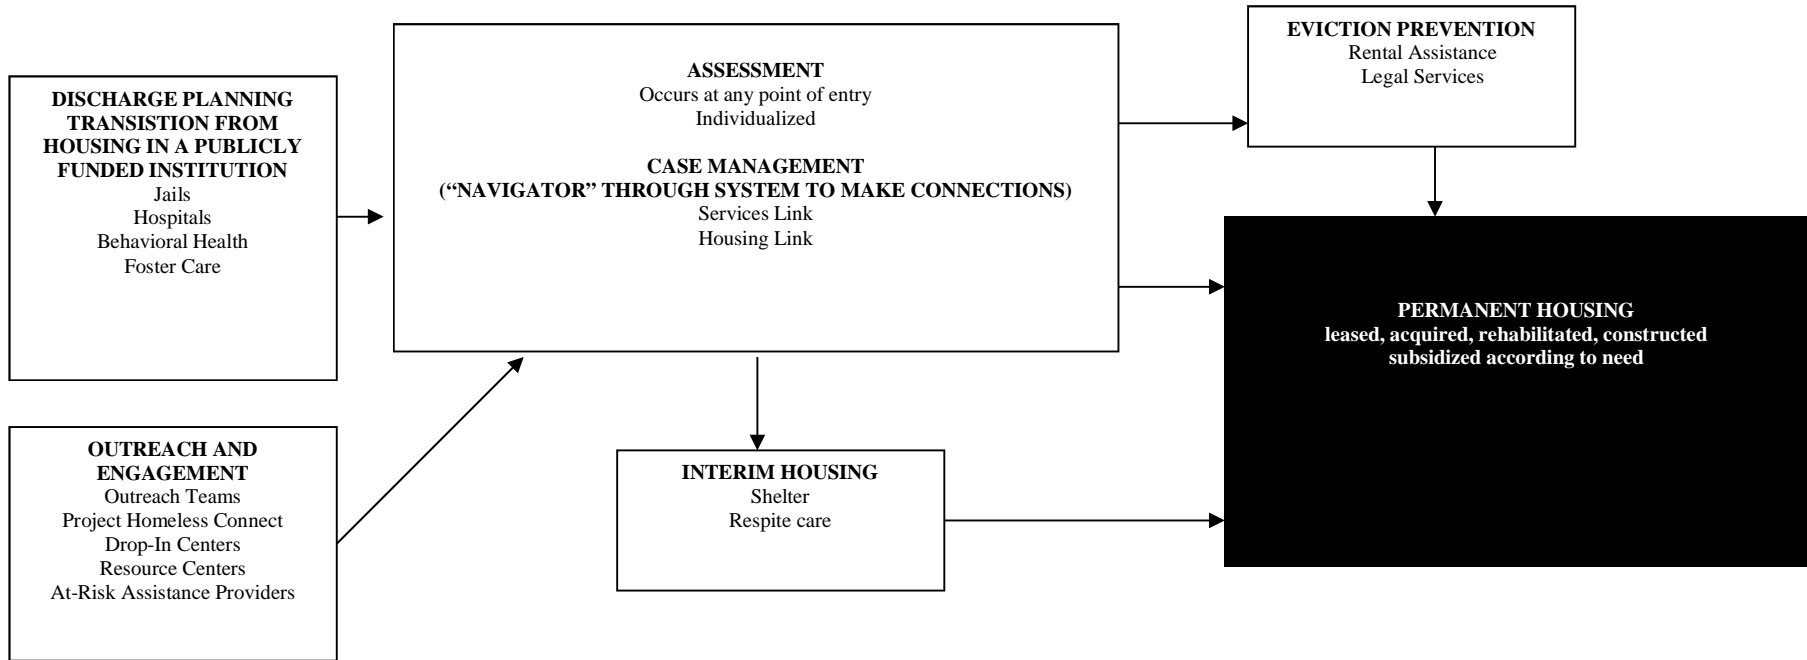 DISCHARGE PLANNING
TRANSISTION FROM
HOUSING IN A PUBLICLY
FUNDED INSTITUTION
Jails
Hospitals
Behavioral Health
Foster Care
OUTREACH AND
ENGAGEMENT
Outreach Teams
Project Homeless Connect
Drop-In Centers
Resource Centers
At-Risk Assistance Providers
ASSESSMENT
Occurs at any point of entry
Individualized
CASE MANAGEMENT
(“NAVIGATOR” THROUGH SYSTEM TO MAKE CONNECTIONS)
Services Link
Housing Link
INTERIM HOUSING
Shelter
Respite care
EVICTION PREVENTION
Rental Assistance
Legal Services
PERMANENT HOUSING
leased, acquired, rehabilitated, constructed
subsidized according to need